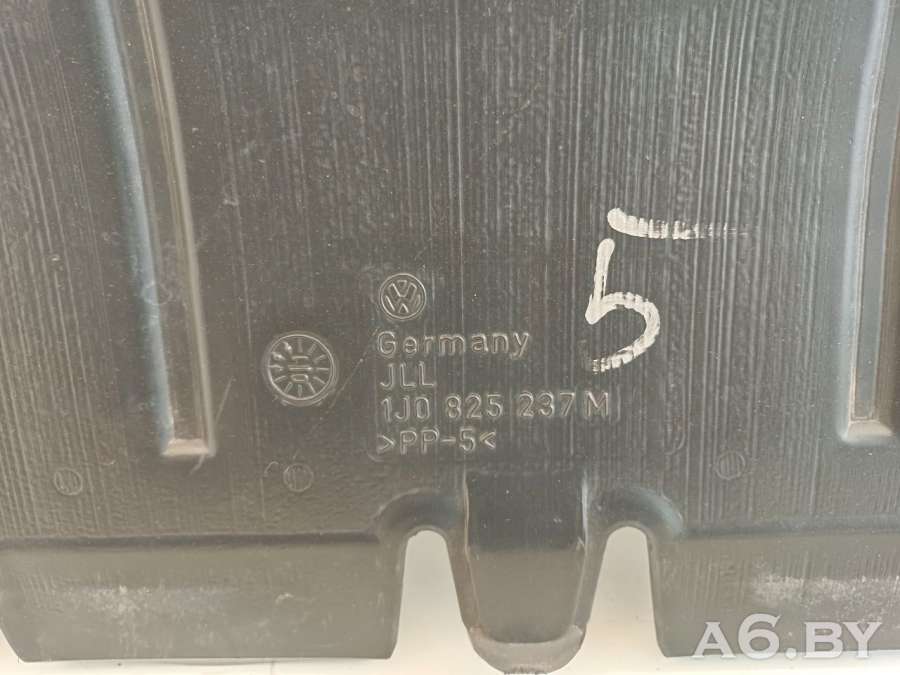 5
Germany
JLL
1J0 825 237 M
>PP-5<
A6.BY